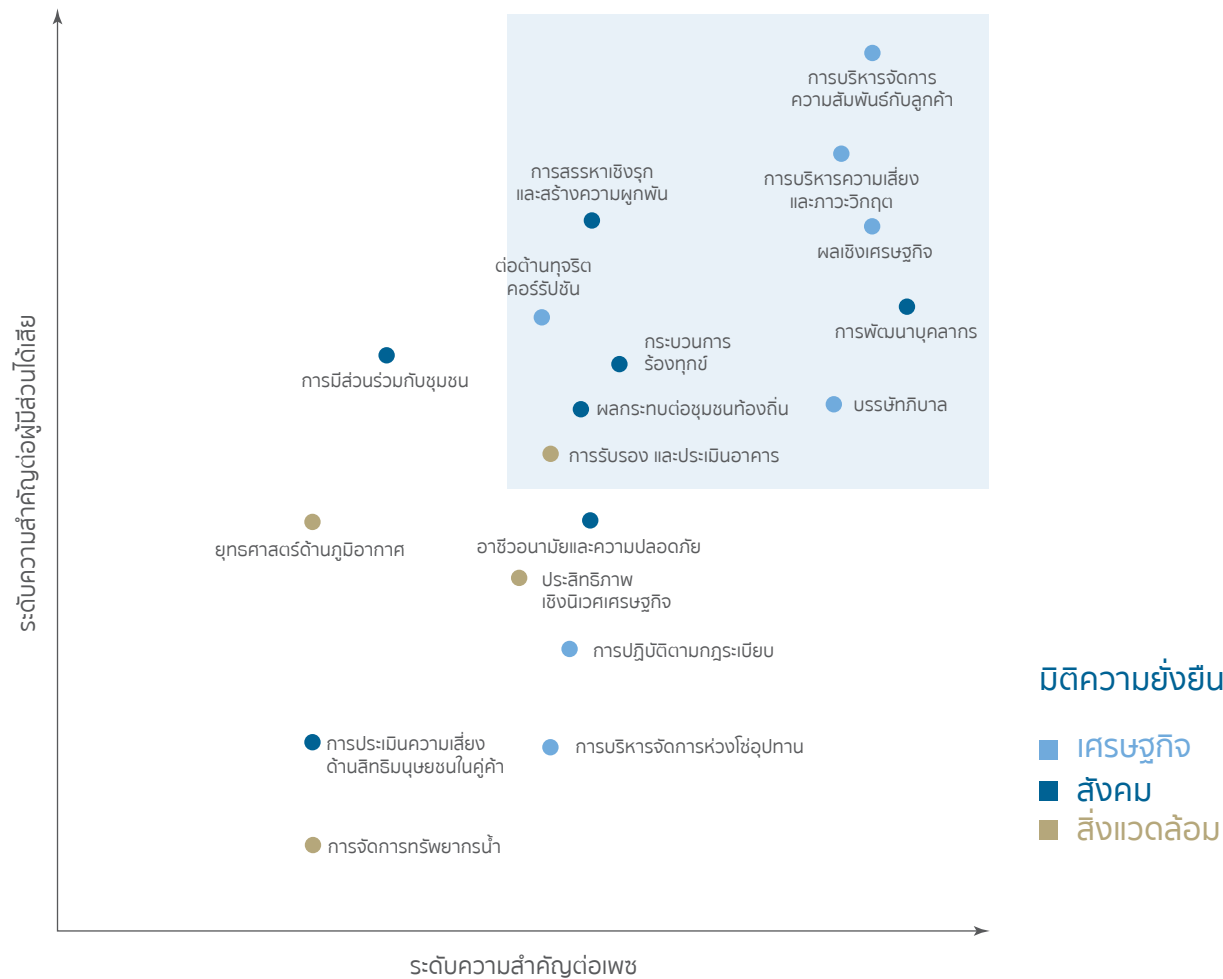 การบริหารจัดการ
ความสัมพันธ์กับลูกค้า
การสรรหาเชิงรุก
และสร้างความผูกพัน
การบริหารความเสี่ยง
และภาวะวิกฤต
ผลเชิงเศรษฐกิจ
ต่อต้านทุจริต
คอร์รัปชัน
การพัฒนาบุคลากร
กระบวนการ
ร้องทุกข์
การมีส่วนร่วมกับชุมชน
ผลกระทบต่อชุมชนท้องถิ่น
บรรษัทภิบาล
การรับรอง และประเมินอาคาร
ระดับความสำคัญต่อผู้มีส่วนได้เสีย
ยุทธศาสตร์ด้านภูมิอากาศ
อาชีวอนามัยและความปลอดภัย
ประสิทธิภาพ
เชิงนิเวศเศรษฐกิจ
การปฏิบัติตามกฎระเบียบ
การประเมินความเสี่ยง
ด้านสิทธิมนุษยชนในคู่ค้า
การบริหารจัดการห่วงโซ่อุปทาน
การจัดการทรัพยากรน้ำ
มิติความยั่งยืน
เศรษฐกิจ
สังคม
สิ่งแวดล้อม
ระดับความสำคัญต่อเพซ